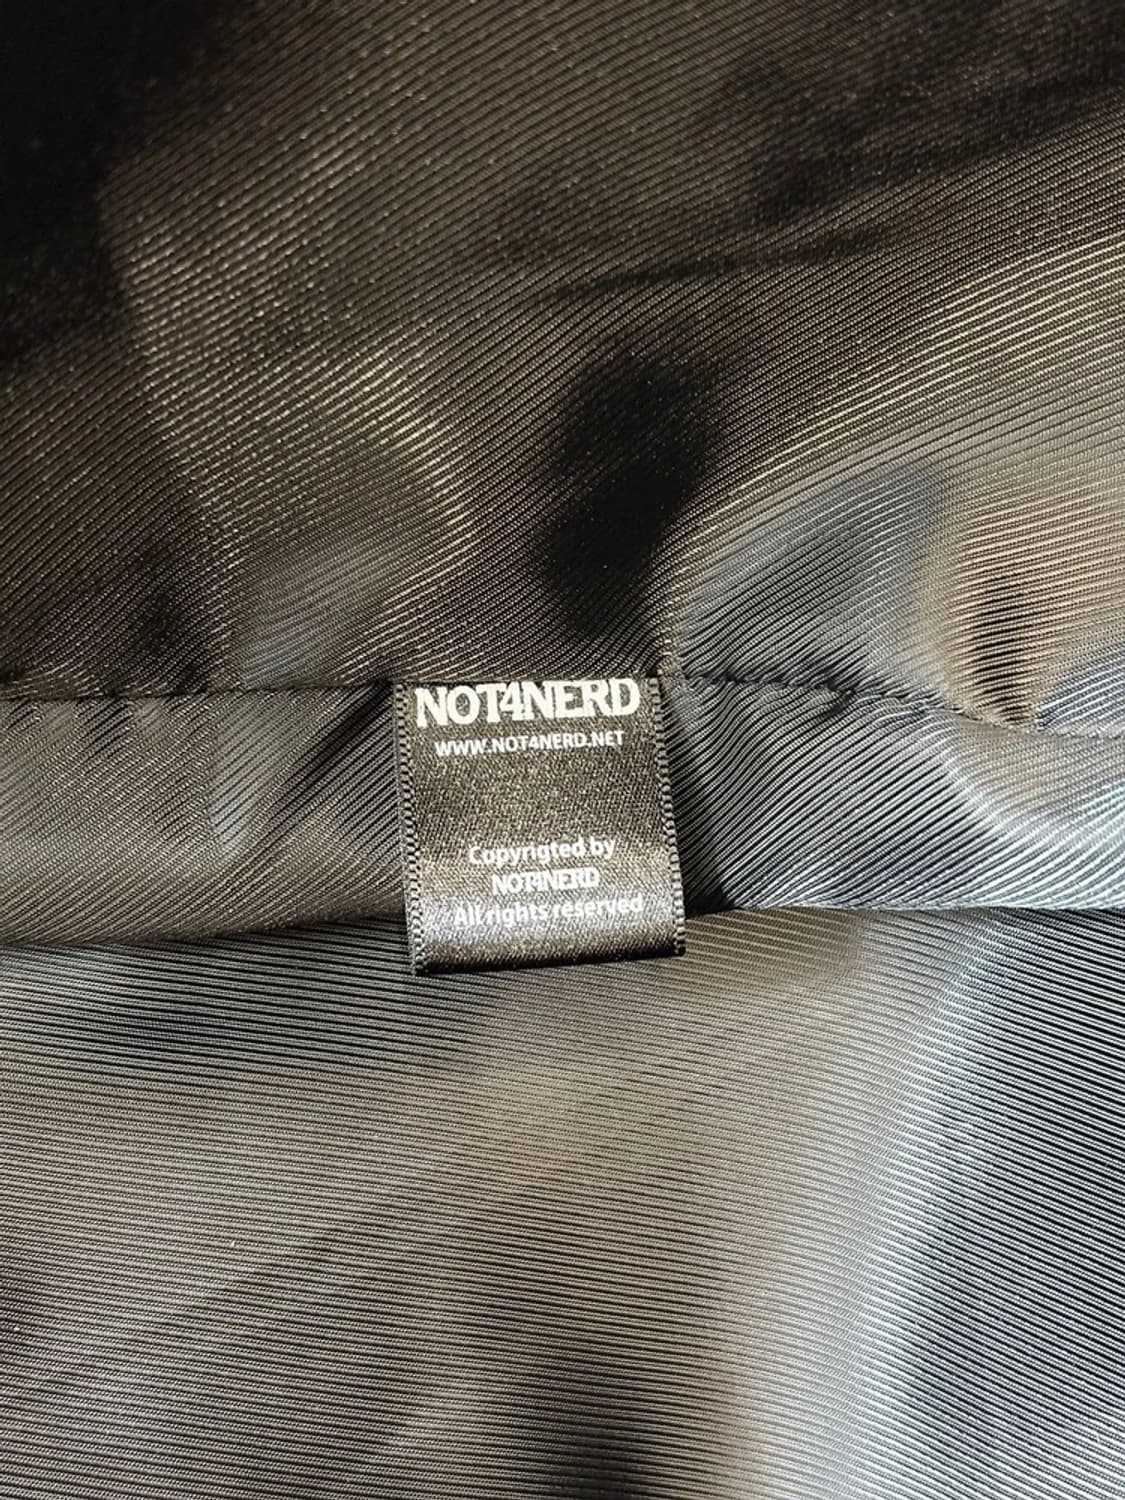 NOT4NERD
WWW.NOT4NERD.NET
Copyrigted by
NOT4NERD
All rights reserved